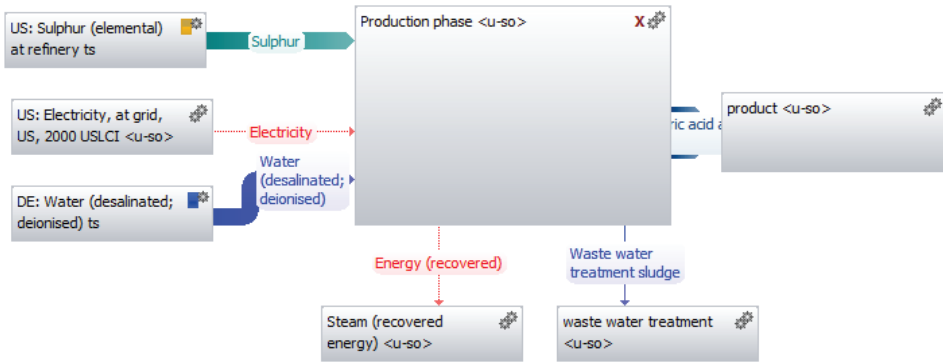 US: Sulphur (elemental)
at refinery ts
Sulphur
Production phase <u-so>
X
US: Electricity, at grid,
US, 2000 USLCI <u-so>
Electricity
product <u-so>
ric acid a
Water
(desalinated;
deionised)
DE: Water (desalinated;
deionised) ts
Energy (recovered)
Waste water
treatment sludge
Steam (recovered
energy) <u-so>
waste water treatment
<u-so>